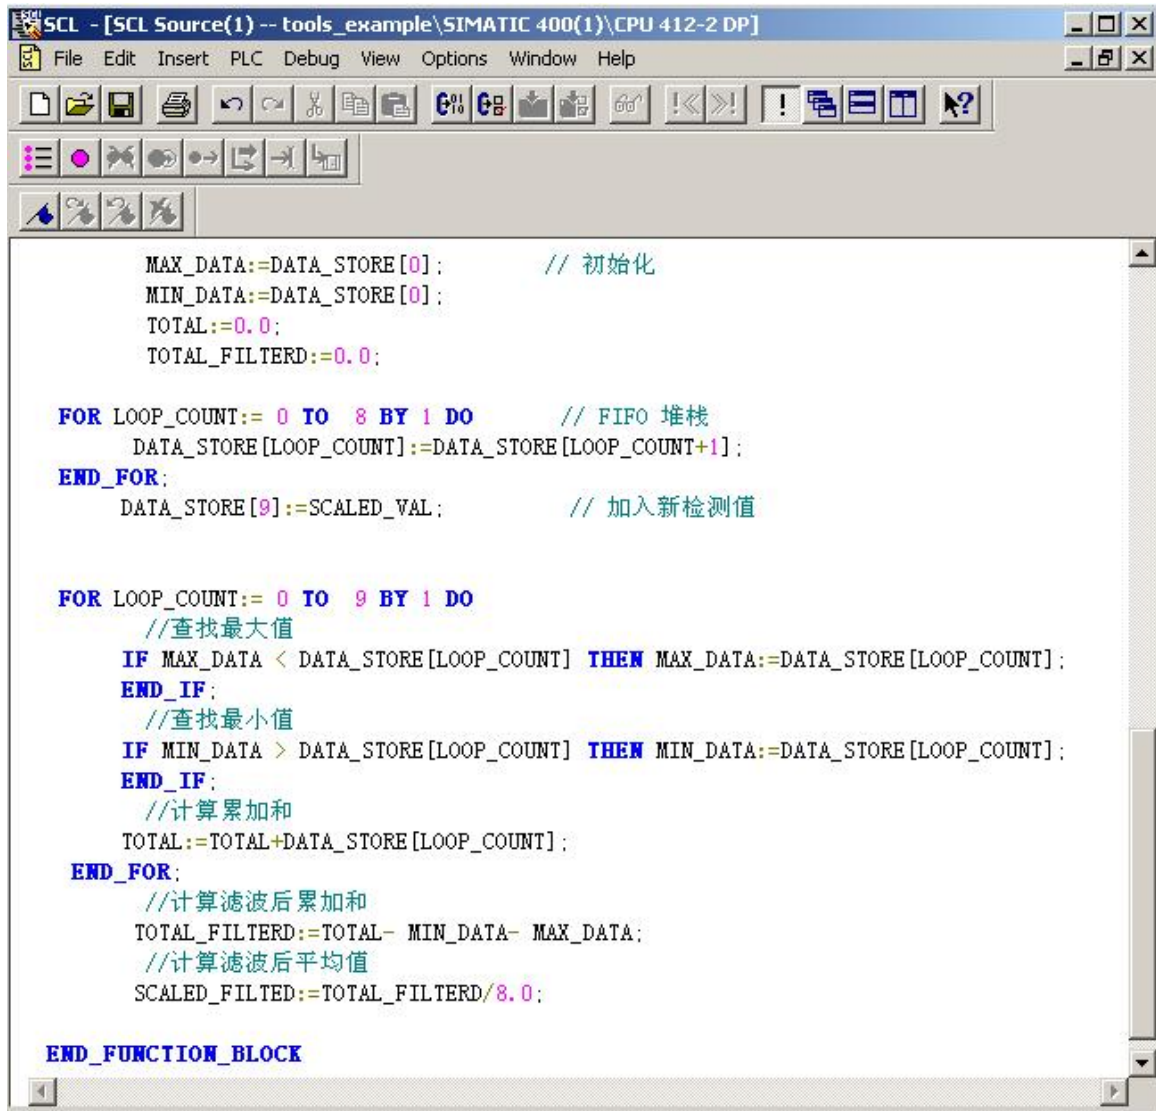 SCL - [SCL Source(1) -- tools_example\SIMATIC 400(1)\CPU 412-2 DP]
File Edit Insert PLC Debug View Options Window Help
MAX_DATA:=DATA_STORE[0]; // 初始化
MIN_DATA:=DATA_STORE[0];
TOTAL:=0.0;
TOTAL_FILTERD:=0.0;
FOR LOOP_COUNT:= 0 TO 8 BY 1 DO // FIFO 堆栈
DATA_STORE[LOOP_COUNT]:=DATA_STORE[LOOP_COUNT+1];
END_FOR;
DATA_STORE[9]:=SCALED_VAL; // 加入新检测值
FOR LOOP_COUNT:= 0 TO 9 BY 1 DO
//查找最大值
IF MAX_DATA < DATA_STORE[LOOP_COUNT] THEN MAX_DATA:=DATA_STORE[LOOP_COUNT];
END_IF;
//查找最小值
IF MIN_DATA > DATA_STORE[LOOP_COUNT] THEN MIN_DATA:=DATA_STORE[LOOP_COUNT];
END_IF;
//计算累加和
TOTAL:=TOTAL+DATA_STORE[LOOP_COUNT];
END_FOR;
//计算滤波后累加和
TOTAL_FILTERD:=TOTAL- MIN_DATA- MAX_DATA;
//计算滤波后平均值
SCALED_FILTED:=TOTAL_FILTERD/8.0;
END_FUNCTION_BLOCK